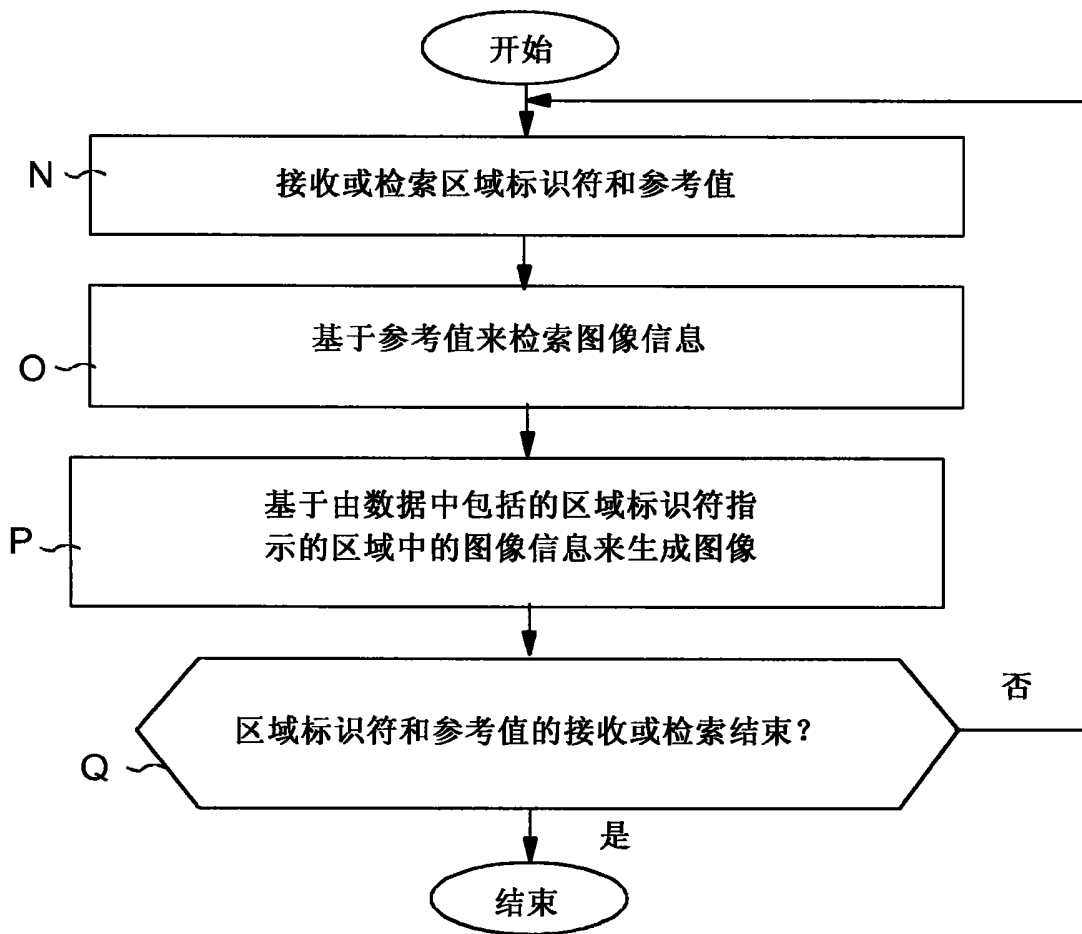 开始
N
接收或检索区域标识符和参考值
基于参考值来检索图像信息
O
基于由数据中包括的区域标识符指
示的区域中的图像信息来生成图像
P
否
区域标识符和参考值的接收或检索结束？
Q
是
结束